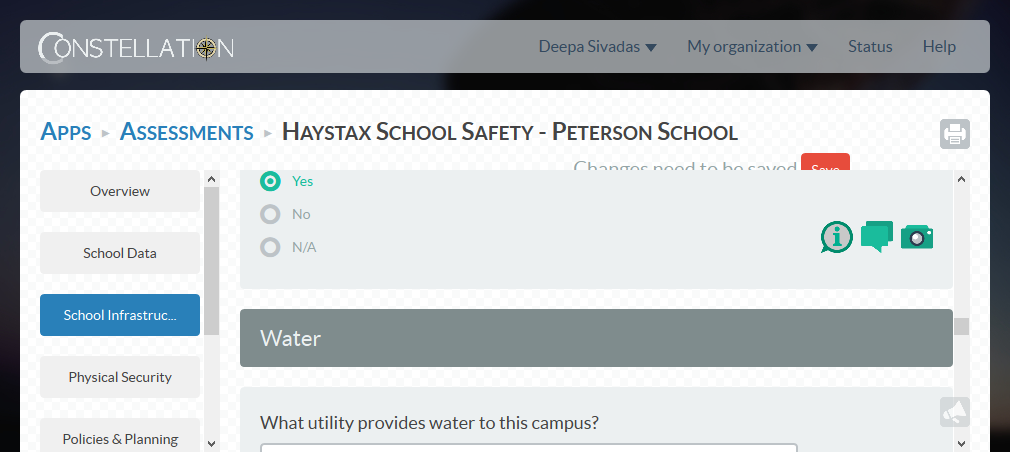 CONSTELLATION
Deepa Sivadas My organization Status Help
APPS ASSESSMENTS HAYSTAX SCHOOL SAFETY - PETERSON SCHOOL
Changes need to be saved Save
Overview
School Data
School Infrastruc...
Physical Security
Policies & Planning
Yes
No
N/A
Water
What utility provides water to this campus?